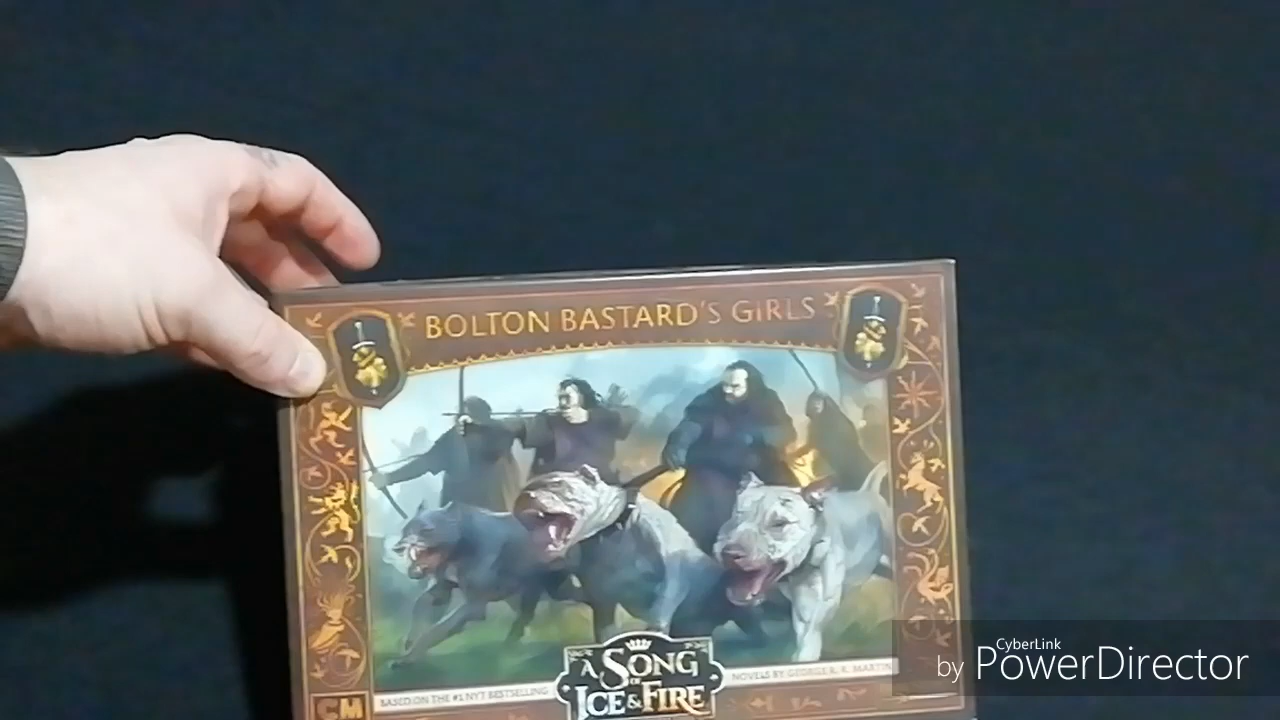 BOLTON BASTARD'S GIRLS
BASED ON THE #1 NYT BESTSELLING
A SONG
OF
ICE & FIRE
NOVELS BY GEORGE R. R. MARTIN
CM
CyberLink
by PowerDirector